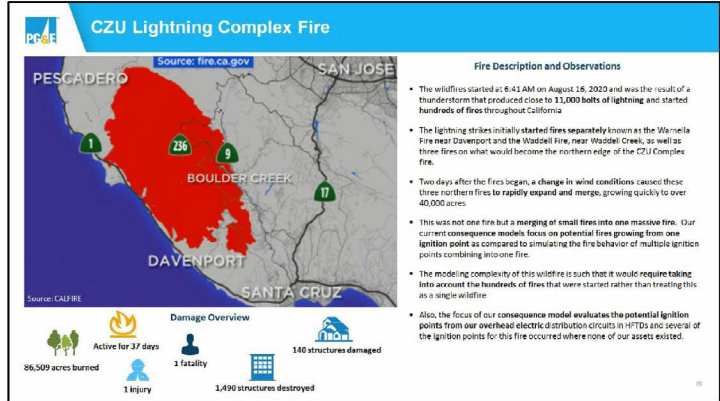 PG&E
CZU Lightning Complex Fire
Source: fire.ca.gov
PESCADERO
SAN JOSE
1
236
9
BOULDER CREEK
17
DAVENPORT
SANTA CRUZ
Source: CALFIRE
Damage Overview
86,509 acres burned
Active for 37 days
1 injury
1 fatality
1,490 structures destroyed
140 structures damaged
Fire Description and Observations
▪ The wildfires started at 6:41 AM on August 16, 2020 and was the result of a
thunderstorm that produced close to 11,000 bolts of lightning and started
hundreds of fires throughout California
▪ The lightning strikes initially started fires separately known as the Warnella
Fire near Davenport and the Waddell Fire, near Waddell Creek, as well as
three fires on what would become the northern edge of the CZU Complex
fire.
▪ Two days after the fires began, a change in wind conditions caused these
three northern fires to rapidly expand and merge, growing quickly to over
40,000 acres
▪ This was not one fire but a merging of small fires into one massive fire. Our
current consequence models focus on potential fires growing from one
ignition point as compared to simulating the fire behavior of multiple ignition
points combining into one fire.
▪ The modeling complexity of this wildfire is such that it would require taking
into account the hundreds of fires that were started rather than treating this
as a single wildfire
▪ Also, the focus of our consequence model evaluates the potential ignition
points from our overhead electric distribution circuits in HFTDs and several of
the ignition points for this fire occurred where none of our assets existed.